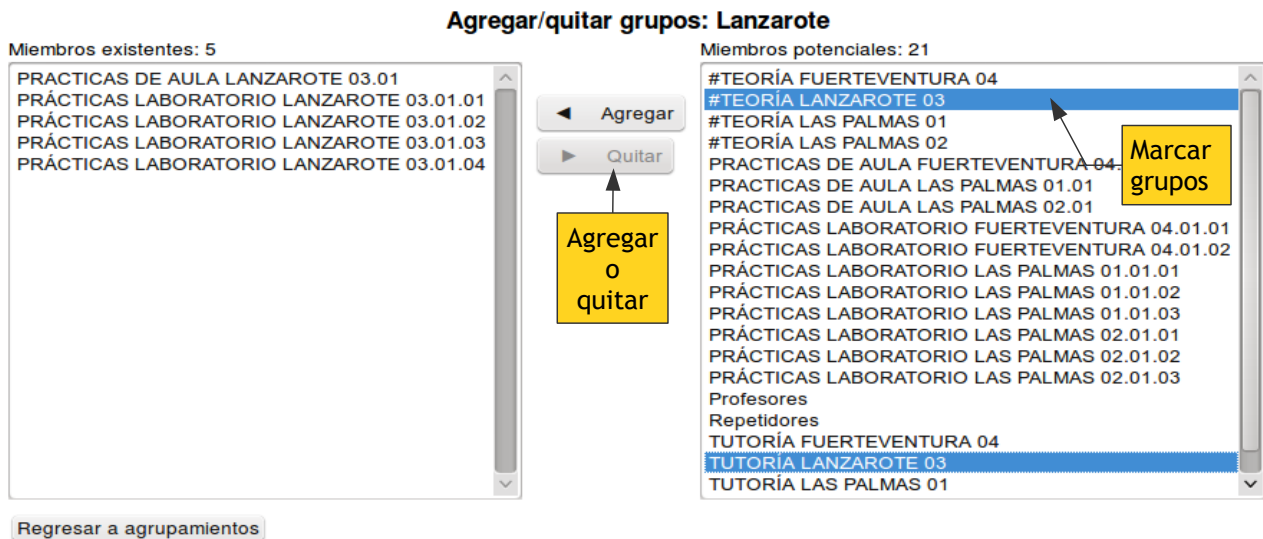 Agregar/quitar grupos: Lanzarote
Miembros existentes: 5
PRACTICAS DE AULA LANZAROTE 03.01
PRÁCTICAS LABORATORIO LANZAROTE 03.01.01
PRÁCTICAS LABORATORIO LANZAROTE 03.01.02
PRÁCTICAS LABORATORIO LANZAROTE 03.01.03
PRÁCTICAS LABORATORIO LANZAROTE 03.01.04
◄ Agregar
► Quitar
Agregar
o
quitar
Miembros potenciales: 21
#TEORÍA FUERTEVENTURA 04
#TEORÍA LANZAROTE 03
#TEORÍA LAS PALMAS 01
#TEORÍA LAS PALMAS 02
PRACTICAS DE AULA FUERTEVENTURA 04.
PRACTICAS DE AULA LAS PALMAS 01.01
PRACTICAS DE AULA LAS PALMAS 02.01
PRÁCTICAS LABORATORIO FUERTEVENTURA 04.01.01
PRÁCTICAS LABORATORIO FUERTEVENTURA 04.01.02
PRÁCTICAS LABORATORIO LAS PALMAS 01.01.01
PRÁCTICAS LABORATORIO LAS PALMAS 01.01.02
PRÁCTICAS LABORATORIO LAS PALMAS 01.01.03
PRÁCTICAS LABORATORIO LAS PALMAS 02.01.01
PRÁCTICAS LABORATORIO LAS PALMAS 02.01.02
PRÁCTICAS LABORATORIO LAS PALMAS 02.01.03
Profesores
Repetidores
TUTORÍA FUERTEVENTURA 04
TUTORÍA LANZAROTE 03
TUTORÍA LAS PALMAS 01
Marcar
grupos
Regresar a agrupamientos